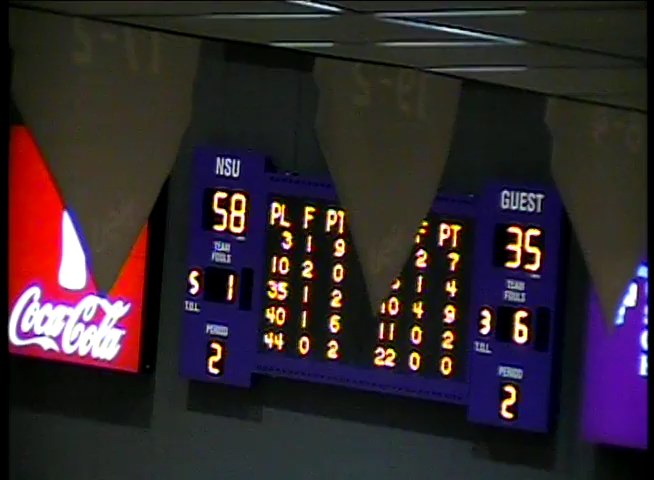 NSU
58
TEAM FOULS
5 1
T.O.L.
PERIOD
2
PL F PT
3 1 9
10 2 0
35 1 2
40 1 6
44 0 2
F PT
2 7
1 4
10 4 9
11 0 2
22 0 0
GUEST
35
TEAM FOULS
3 6
T.O.L.
PERIOD
2
Coca-Cola